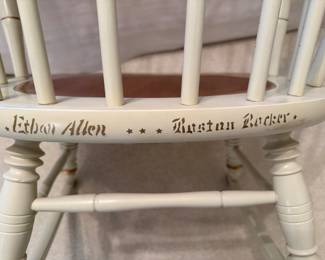 Ethan Allen *** Boston Rocker